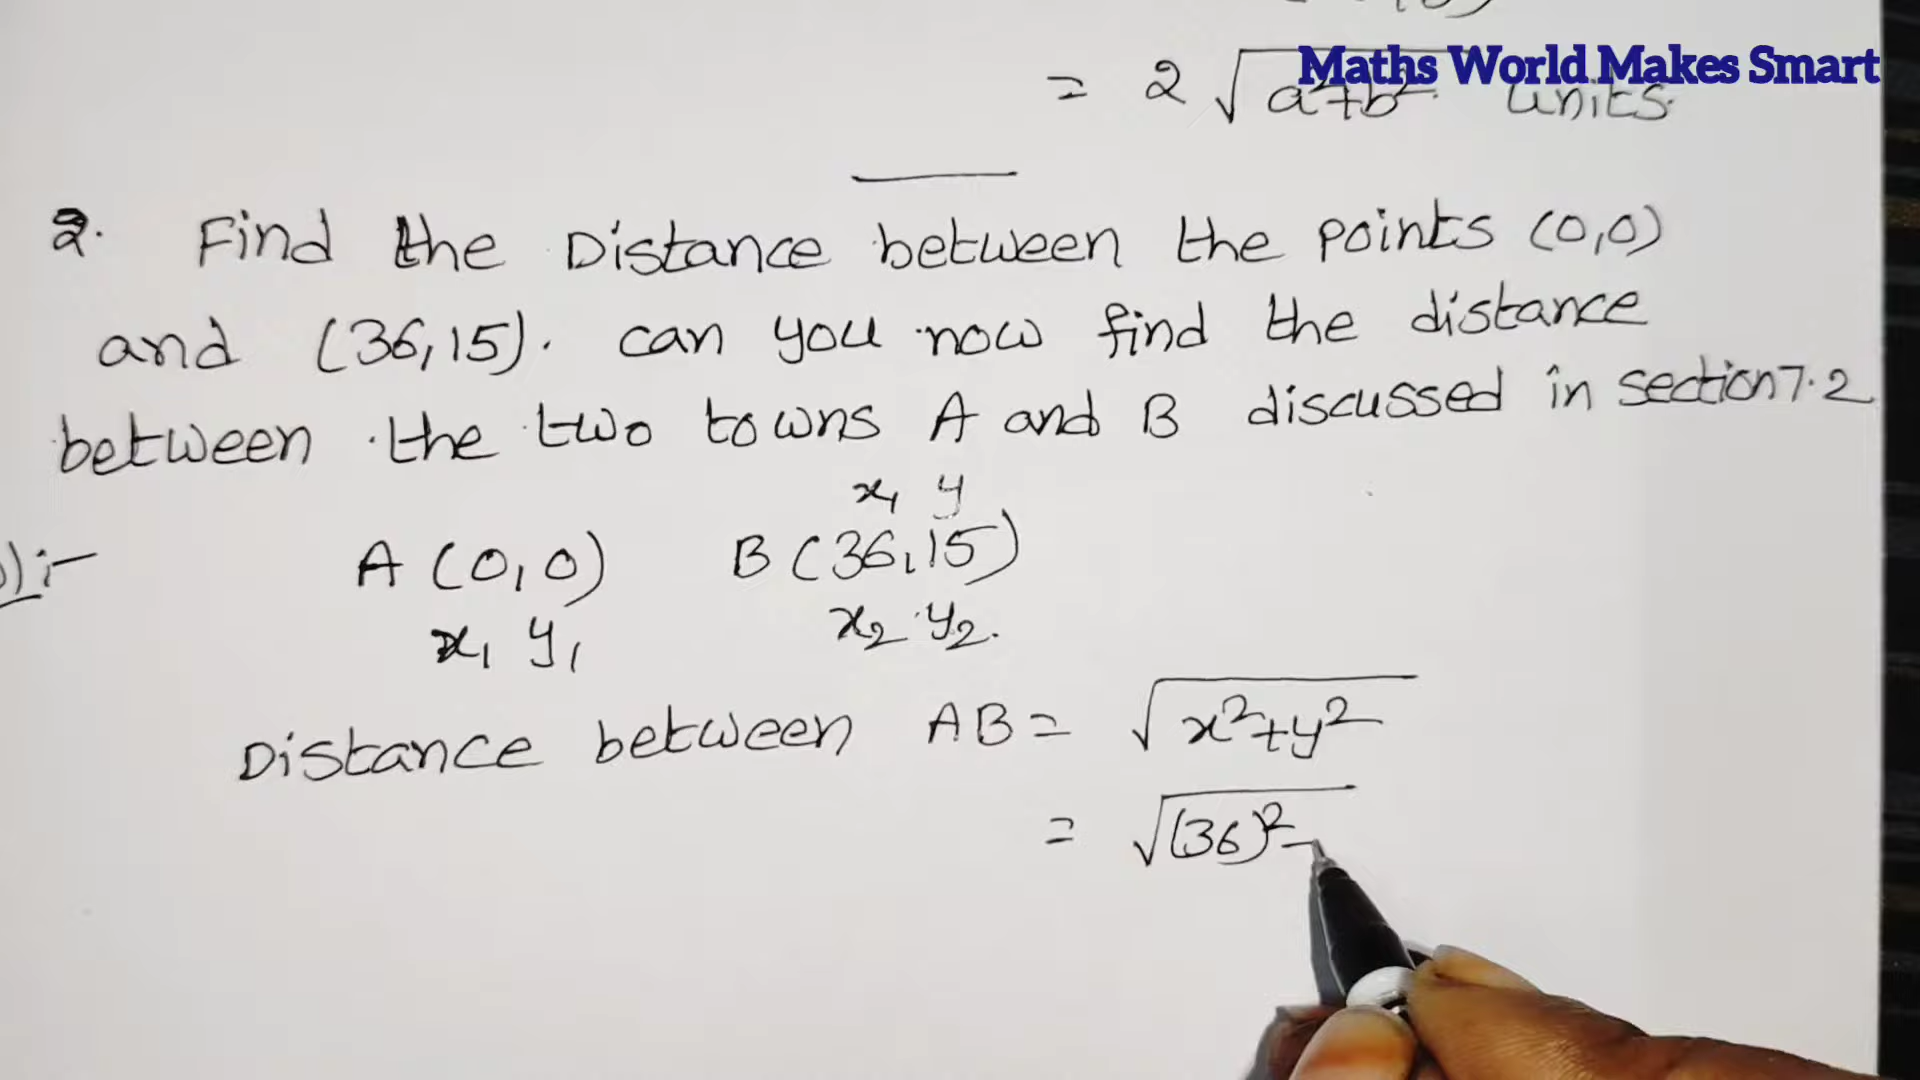 Maths World Makes Smart
= 2 √a²+b² units.
2. Find the Distance between the points (0,0)
and (36,15). can you now find the distance
between the two towns A and B discussed in section 7.2
x, y
A (0,0) B (36,15)
x₁ y₁ x₂ y₂.
Distance between AB = √x²+y²
= √(36)² –